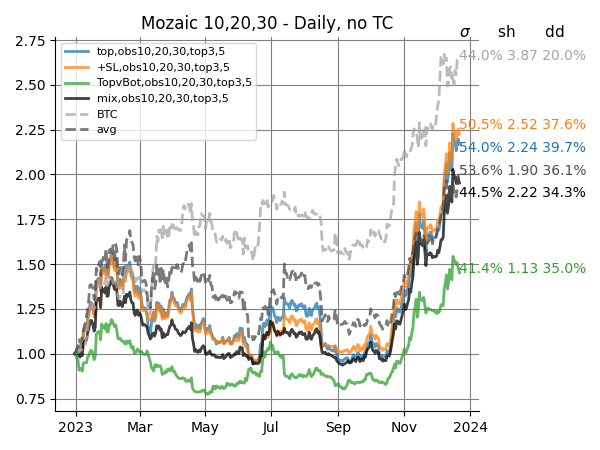 Mozaic 10,20,30 - Daily, no TC
σ sh dd
2.75
2.50
2.25
2.00
1.75
1.50
1.25
1.00
0.75
top,obs10,20,30,top3,5
+SL,obs10,20,30,top3,5
TopvBot,obs10,20,30,top3,5
mix,obs10,20,30,top3,5
BTC
avg
44.0% 3.87 20.0%
50.5% 2.52 37.6%
54.0% 2.24 39.7%
53.6% 1.90 36.1%
44.5% 2.22 34.3%
41.4% 1.13 35.0%
2023 Mar May Jul Sep Nov 2024